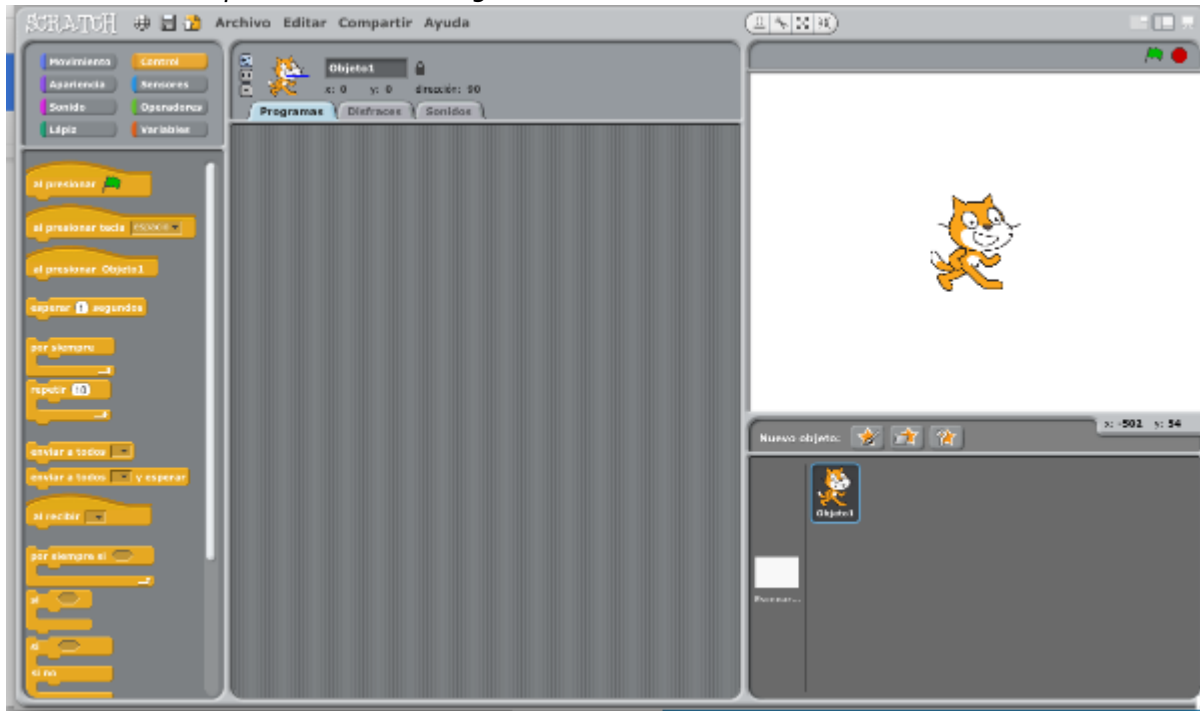 SCRATCH Archivo Editar Compartir Ayuda
Movimiento Control
Apariencia Sensores
Sonido Operadores
Lápiz Variables
Objeto1
x: 0 y: 0 dirección: 90
Programas Disfraces Sonidos
al presionar
al presionar tecla espacio
al presionar Objeto1
esperar 1 segundos
por siempre
repetir 10
enviar a todos
enviar a todos y esperar
al recibir
por siempre si
si
si
si no
x: -502 y: 54
Nuevo objeto:
Objeto1